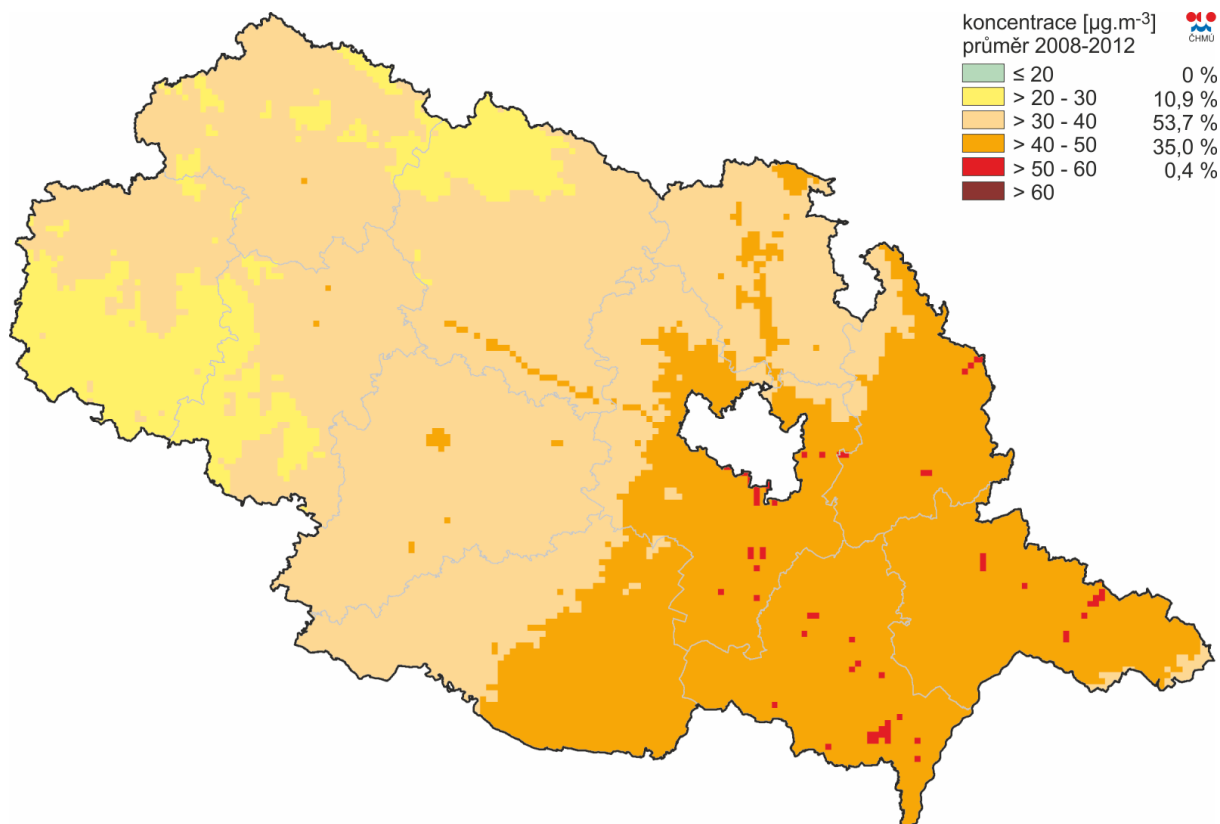 koncentrace [µg.m-3]
průměr 2008-2012
ČHMÚ
≤ 20 0 %
> 20 - 30 10,9 %
> 30 - 40 53,7 %
> 40 - 50 35,0 %
> 50 - 60 0,4 %
> 60